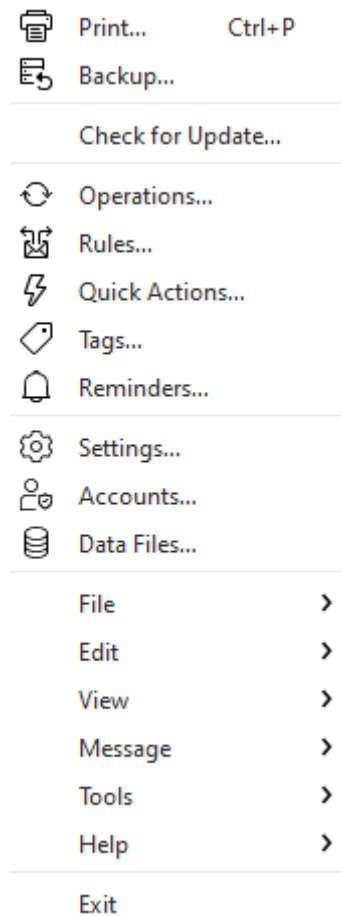 Print... Ctrl+P
Backup...
Check for Update...
Operations...
Rules...
Quick Actions...
Tags...
Reminders...
Settings...
Accounts...
Data Files...
File
Edit
View
Message
Tools
Help
Exit